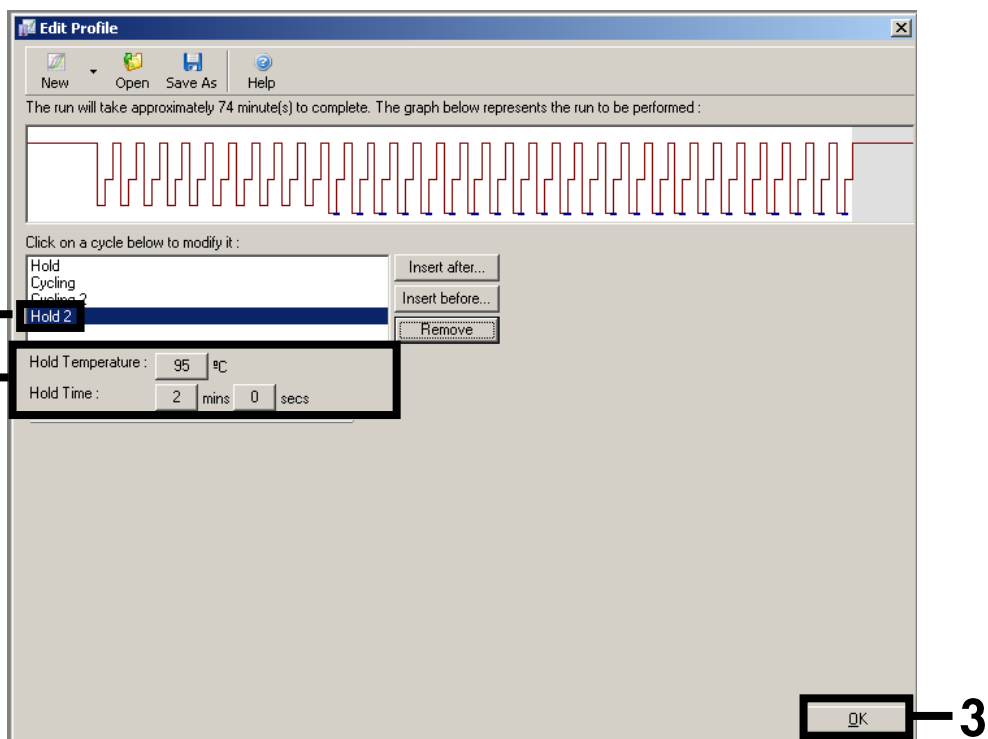 Edit Profile
New Open Save As Help
The run will take approximately 74 minute(s) to complete. The graph below represents the run to be performed :
Click on a cycle below to modify it :
Hold
Cycling
Cycling 2
Hold 2
Insert after...
Insert before...
Remove
Hold Temperature : 95 ºC
Hold Time : 2 mins 0 secs
OK
3